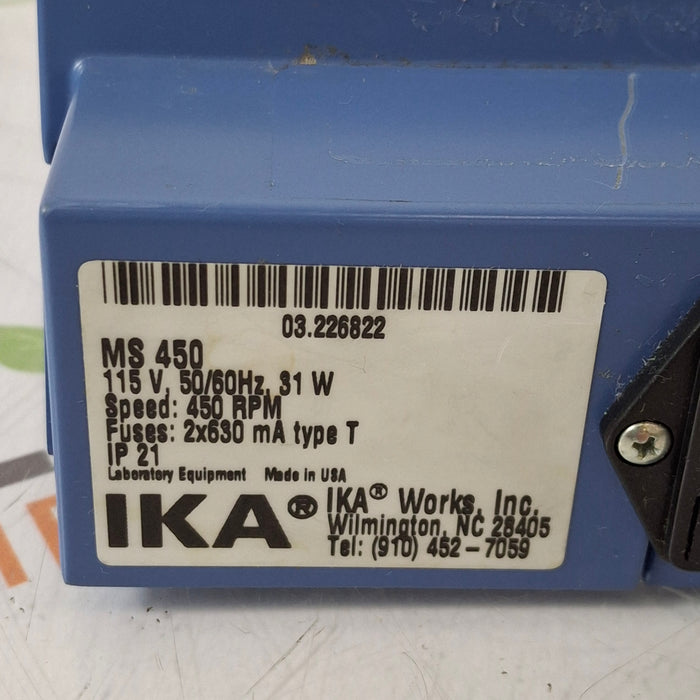 03.226822
MS 450
115 V, 50/60Hz, 31 W
Speed: 450 RPM
Fuses: 2x630 mA type T
IP 21
Laboratory Equipment Made in USA
IKA® IKA® Works, Inc.
Wilmington, NC 28405
Tel: (910) 452-7059